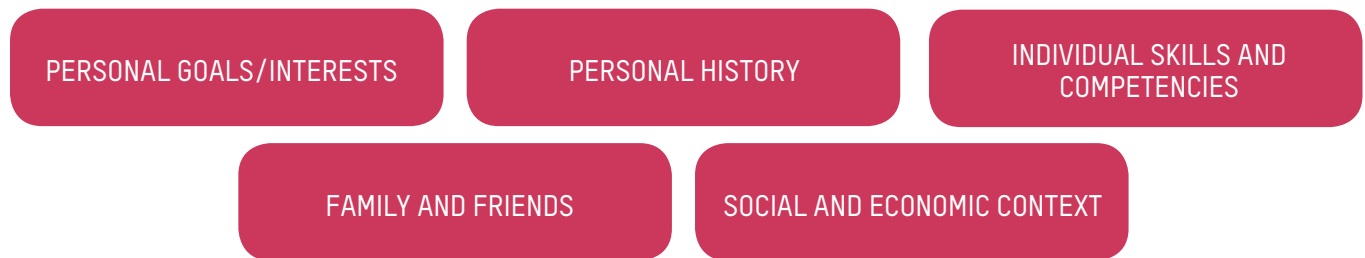 PERSONAL GOALS/INTERESTS
PERSONAL HISTORY
INDIVIDUAL SKILLS AND
COMPETENCIES
FAMILY AND FRIENDS
SOCIAL AND ECONOMIC CONTEXT